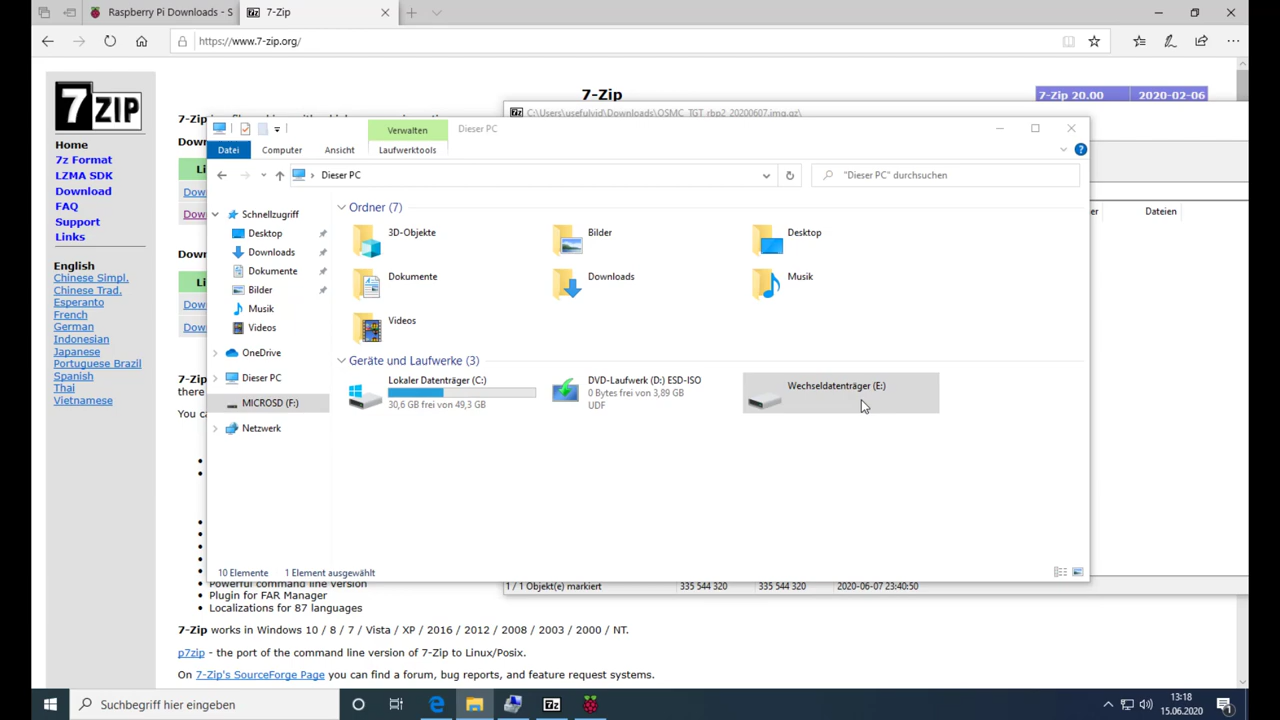 Raspberry Pi Downloads - S
7-Zip
https://www.7-zip.org/
7ZIP
Home
7z Format
LZMA SDK
Download
FAQ
Support
Links
English
Chinese Simpl.
Chinese Trad.
Esperanto
French
German
Indonesian
Japanese
Portuguese Brazil
Spanish
Thai
Vietnamese
7-Zip
7-Zip 20.00
2020-02-06
C:\Users\usefulvid\Downloads\OSMC_TGT_rbp2_20200607.img.gz\
Dateien
Verwalten
Dieser PC
Datei
Computer
Ansicht
Laufwerktools
Dieser PC
"Dieser PC" durchsuchen
Schnellzugriff
Desktop
Downloads
Dokumente
Bilder
Musik
Videos
OneDrive
Dieser PC
MICROSD (F:)
Netzwerk
Ordner (7)
3D-Objekte
Bilder
Desktop
Dokumente
Downloads
Musik
Videos
Geräte und Laufwerke (3)
Lokaler Datenträger (C:)
30,6 GB frei von 49,3 GB
DVD-Laufwerk (D:) ESD-ISO
0 Bytes frei von 3,89 GB
UDF
Wechseldatenträger (E:)
10 Elemente
1 Element ausgewählt
1 / 1 Objekt(e) markiert
335 544 320
335 544 320
2020-06-07 23:40:50
Powerful command line version
Plugin for FAR Manager
Localizations for 87 languages
7-Zip works in Windows 10 / 8 / 7 / Vista / XP / 2016 / 2012 / 2008 / 2003 / 2000 / NT.
p7zip - the port of the command line version of 7-Zip to Linux/Posix.
On 7-Zip's SourceForge Page you can find a forum, bug reports, and feature request systems.
Suchbegriff hier eingeben
7z
13:18
15.06.2020
1